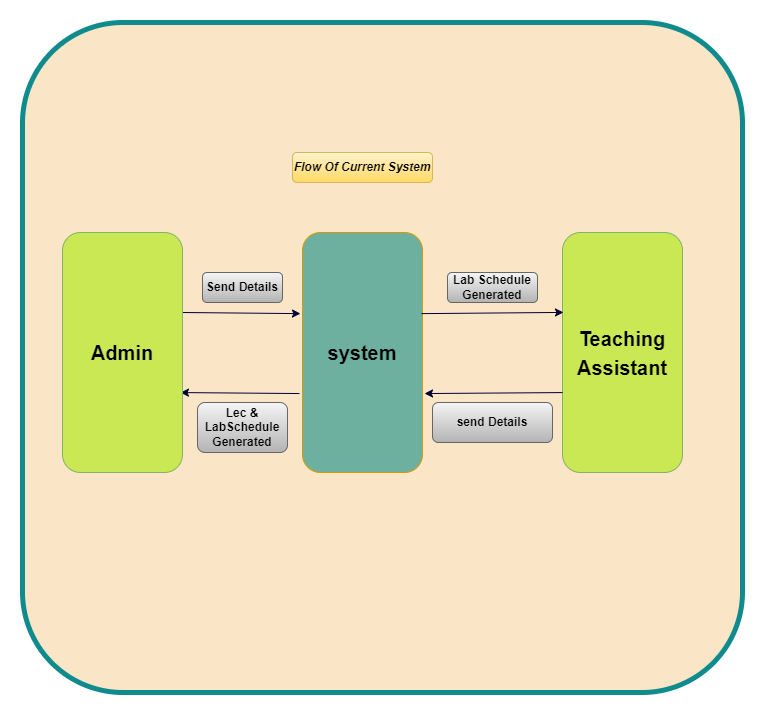 Flow Of Current System
Send Details
Lab Schedule
Generated
Admin
system
Teaching
Assistant
Lec &
LabSchedule
Generated
send Details